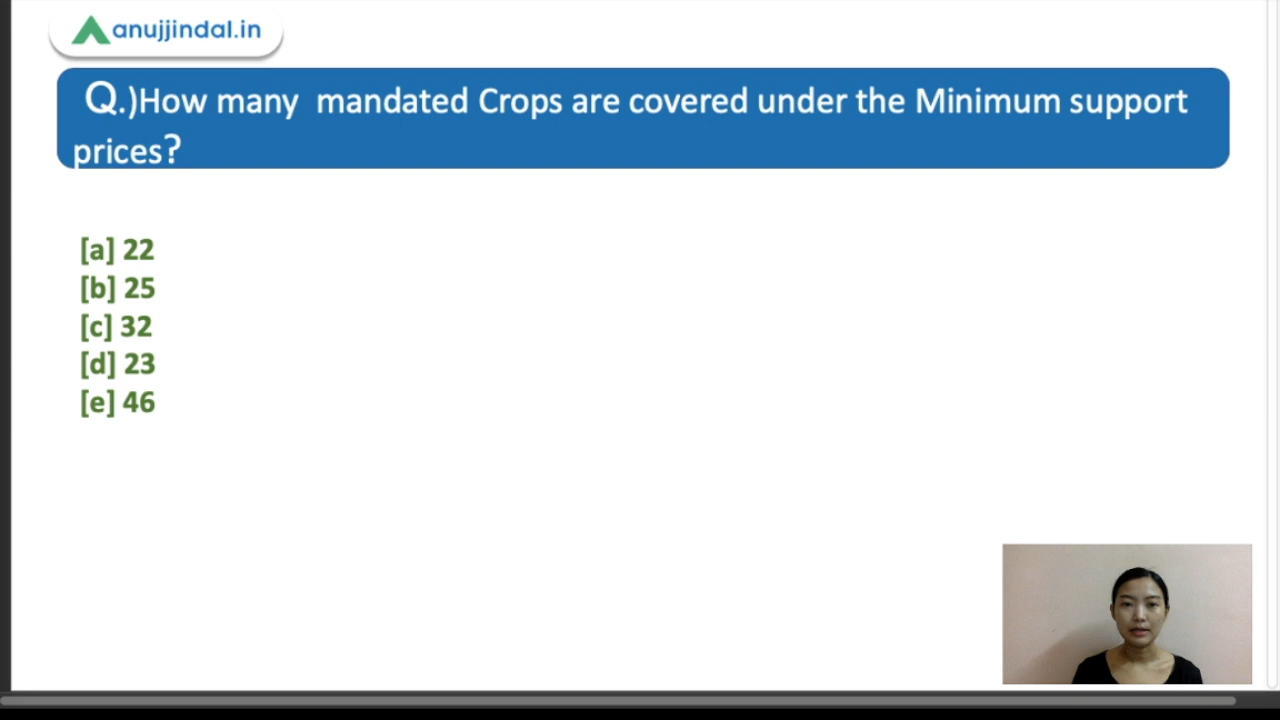 anujjindal.in
Q.)How many mandated Crops are covered under the Minimum support
prices?
[a] 22
[b] 25
[c] 32
[d] 23
[e] 46